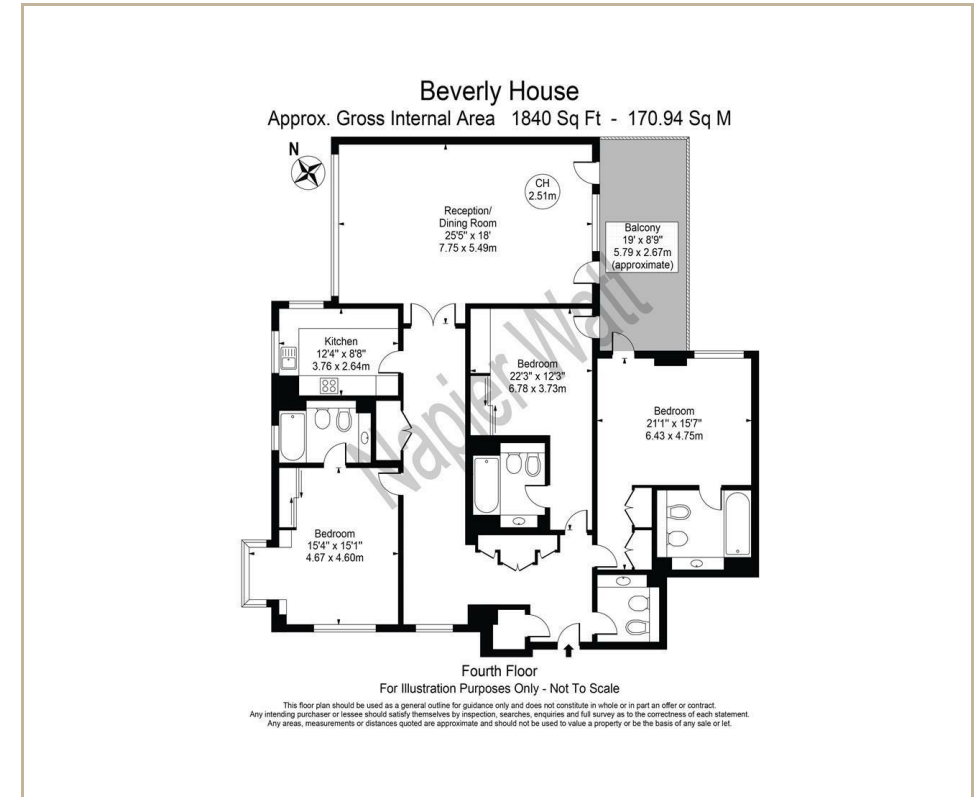 Beverly House
Approx. Gross Internal Area 1840 Sq Ft - 170.94 Sq M
N
CH
2.51m
Reception/
Dining Room
25'5" x 18'
7.75 x 5.49m
Balcony
19' x 8'9"
5.79 x 2.67m
(approximate)
Kitchen
12'4" x 8'8"
3.76 x 2.64m
Bedroom
22'3" x 12'3"
6.78 x 3.73m
Bedroom
21'1" x 15'7"
6.43 x 4.75m
Bedroom
15'4" x 15'1"
4.67 x 4.60m
Napier Watt
Fourth Floor
For Illustration Purposes Only - Not To Scale
This floor plan should be used as a general outline for guidance only and does not constitute in whole or in part an offer or contract.
Any intending purchaser or lessee should satisfy themselves by inspection, searches, enquiries and full survey as to the correctness of each statement.
Any areas, measurements or distances quoted are approximate and should not be used to value a property or be the basis of any sale or let.